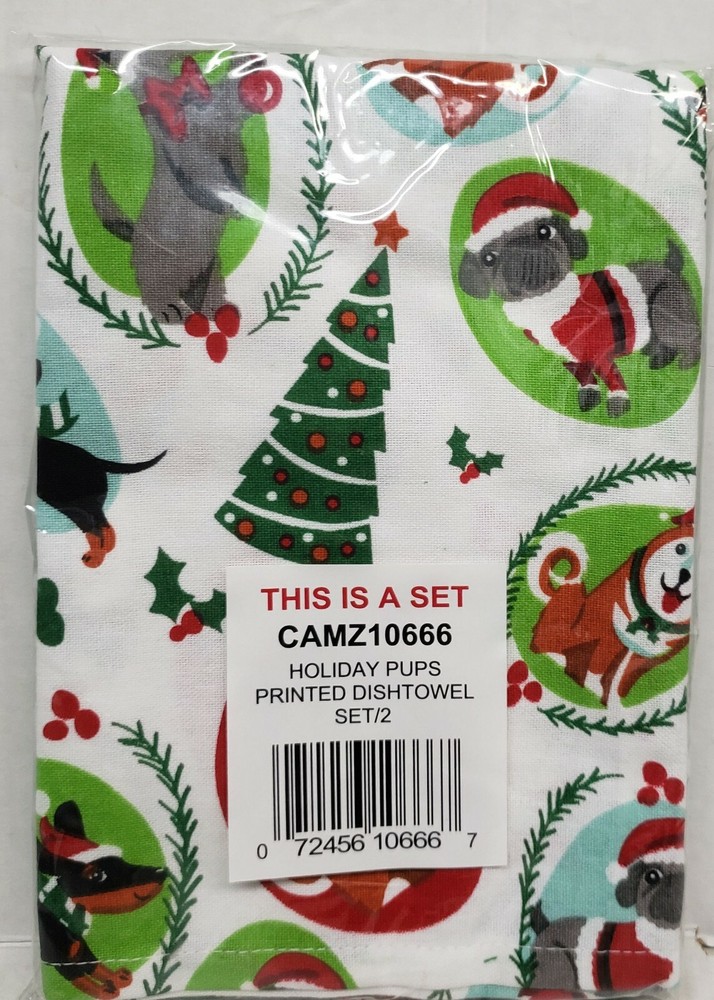 THIS IS A SET
CAMZ10666
HOLIDAY PUPS
PRINTED DISHTOWEL
SET/2
0 72456 10666 7